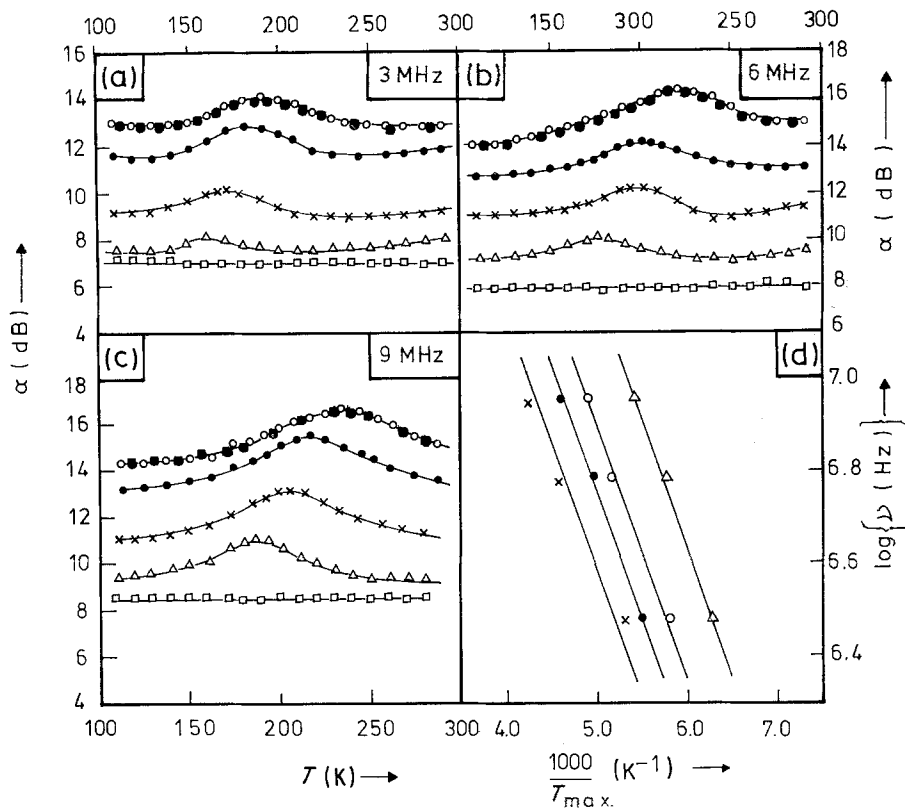 100 150 200 250 300 150 300 250 300
15
14
12
10
8
7
4
(a)
3 MHz
(b)
6 MHz
18
16
14
12
10
8
6
α (dB)
α (dB)
18
16
14
12
10
8
6
4
(c)
9 MHz
(d)
7.0
6.8
6.6
6.4
log{ν (Hz)}
100 150 200 250 300 4.0 5.0 6.0 7.0
T (K)
1000
Tmax. (K⁻¹)